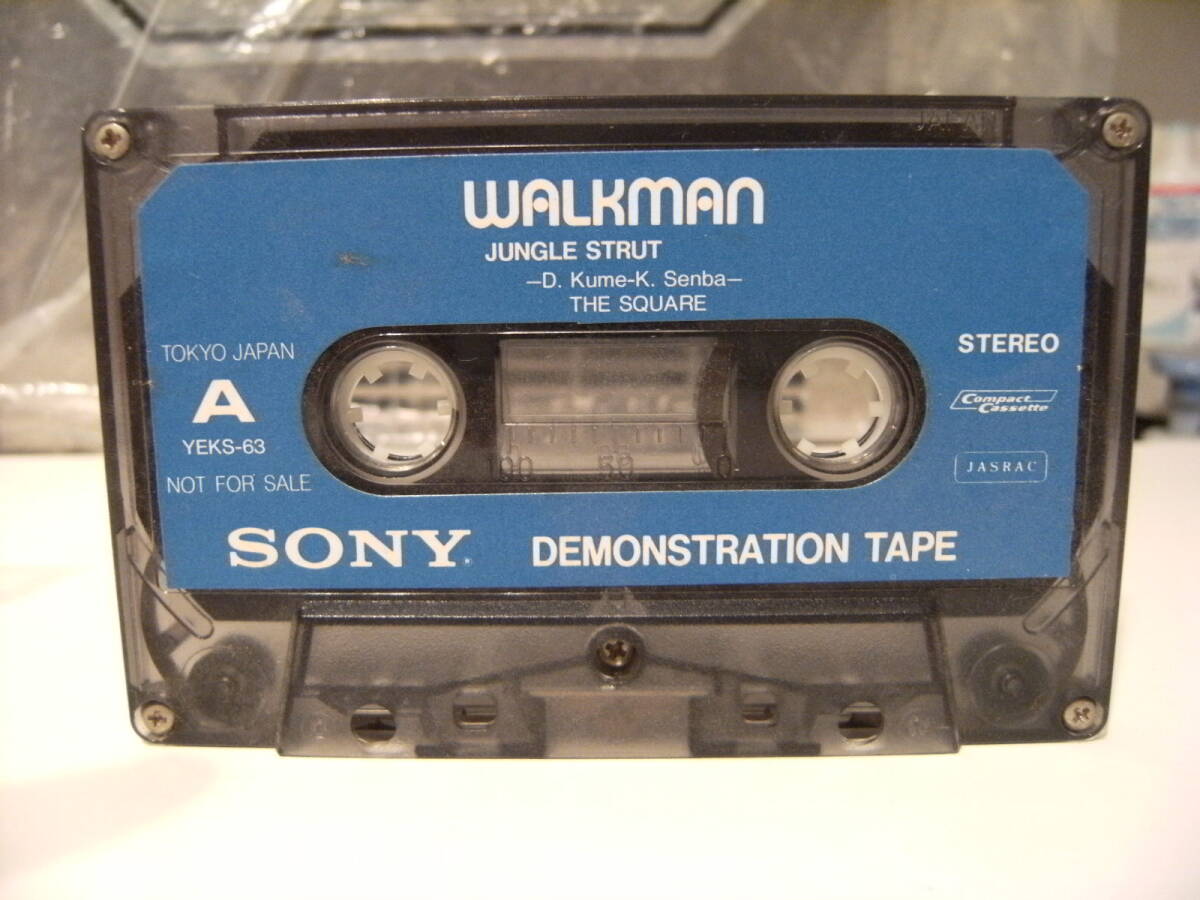 JAPAN
WALKMAN
JUNGLE STRUT
—D. Kume-K. Senba—
THE SQUARE
TOKYO JAPAN
A
YEKS-63
NOT FOR SALE
100 50 0
STEREO
Compact
Cassette
JASRAC
SONY®
DEMONSTRATION TAPE